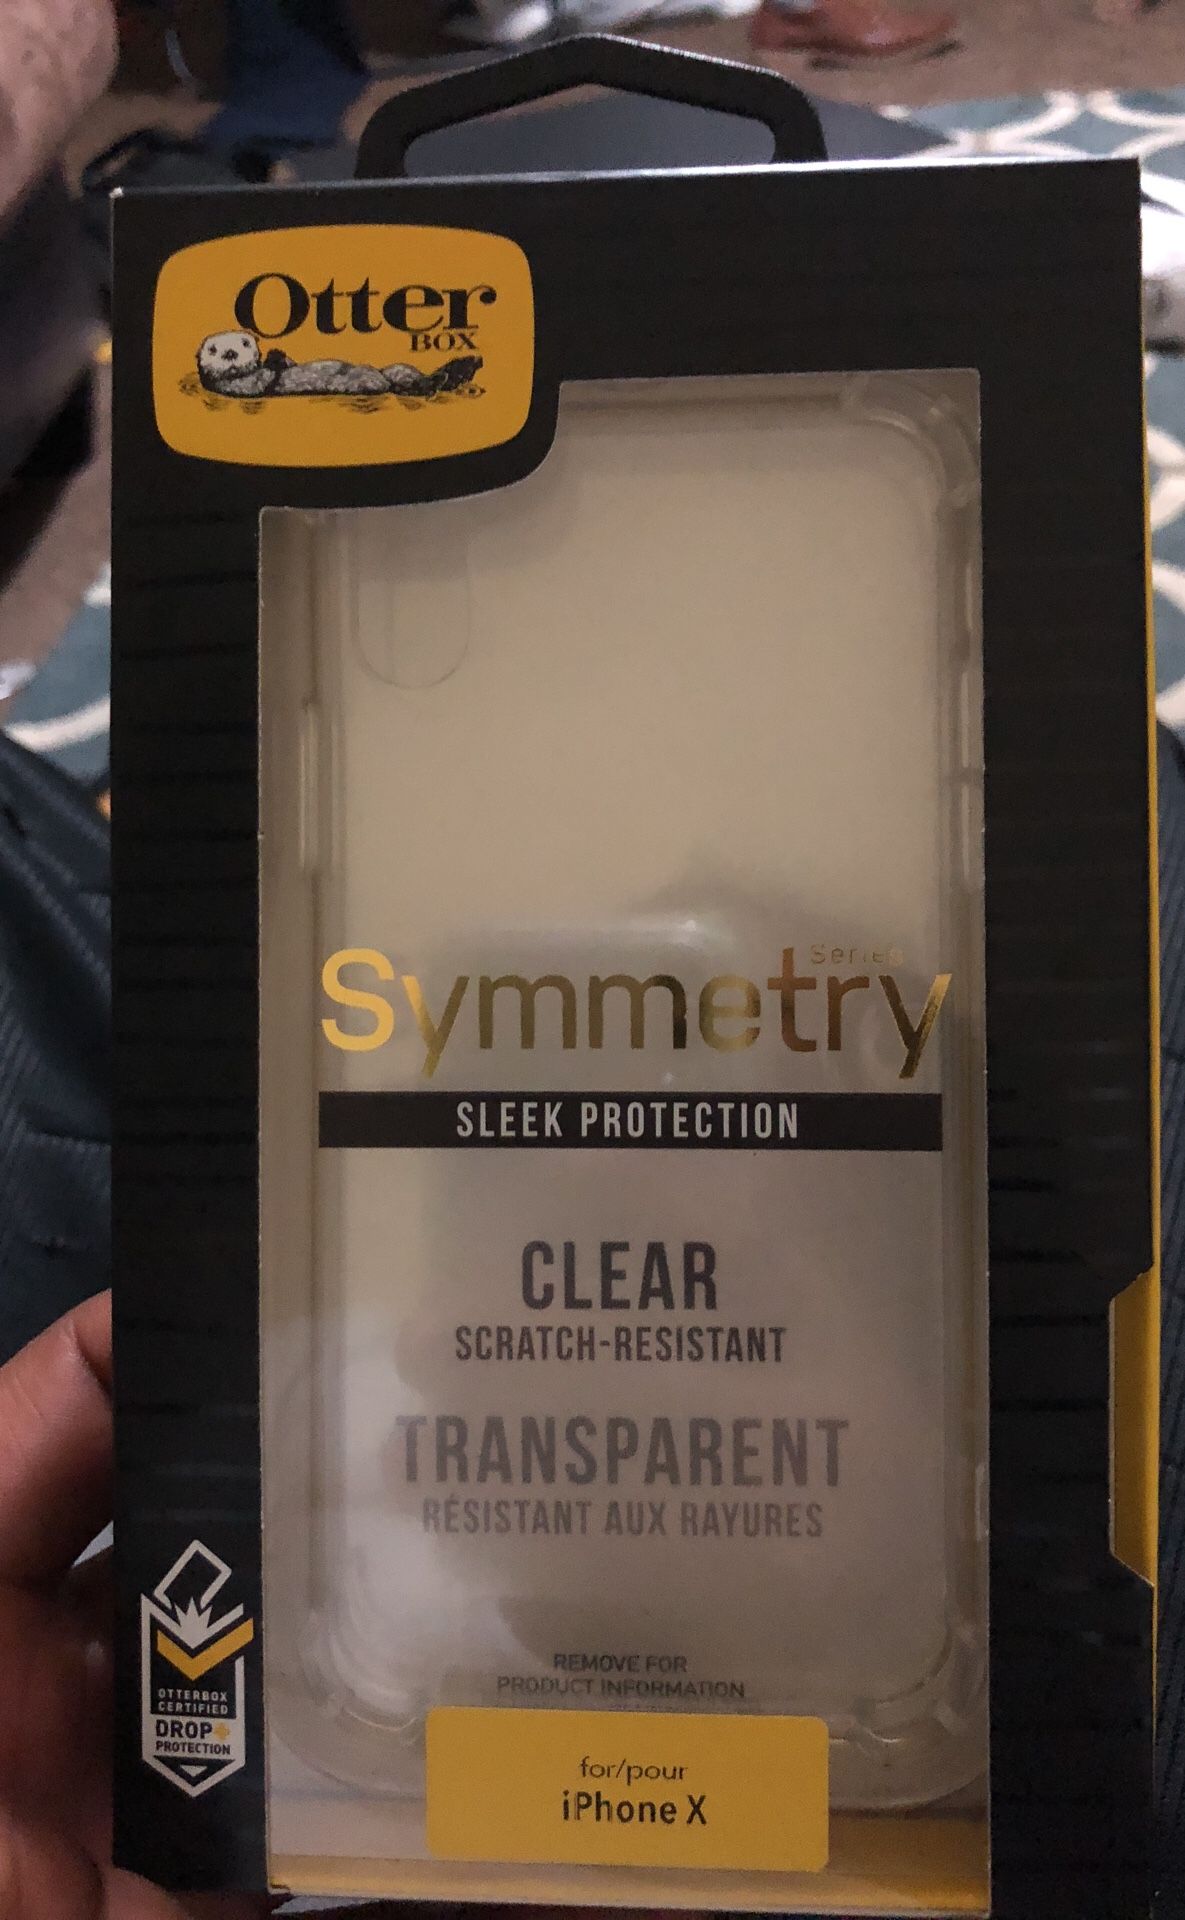 Otter
BOX
Series
Symmetry
SLEEK PROTECTION
CLEAR
SCRATCH-RESISTANT
TRANSPARENT
RÉSISTANT AUX RAYURES
REMOVE FOR
PRODUCT INFORMATION
OTTERBOX
CERTIFIED
DROP+
PROTECTION
for/pour
iPhone X